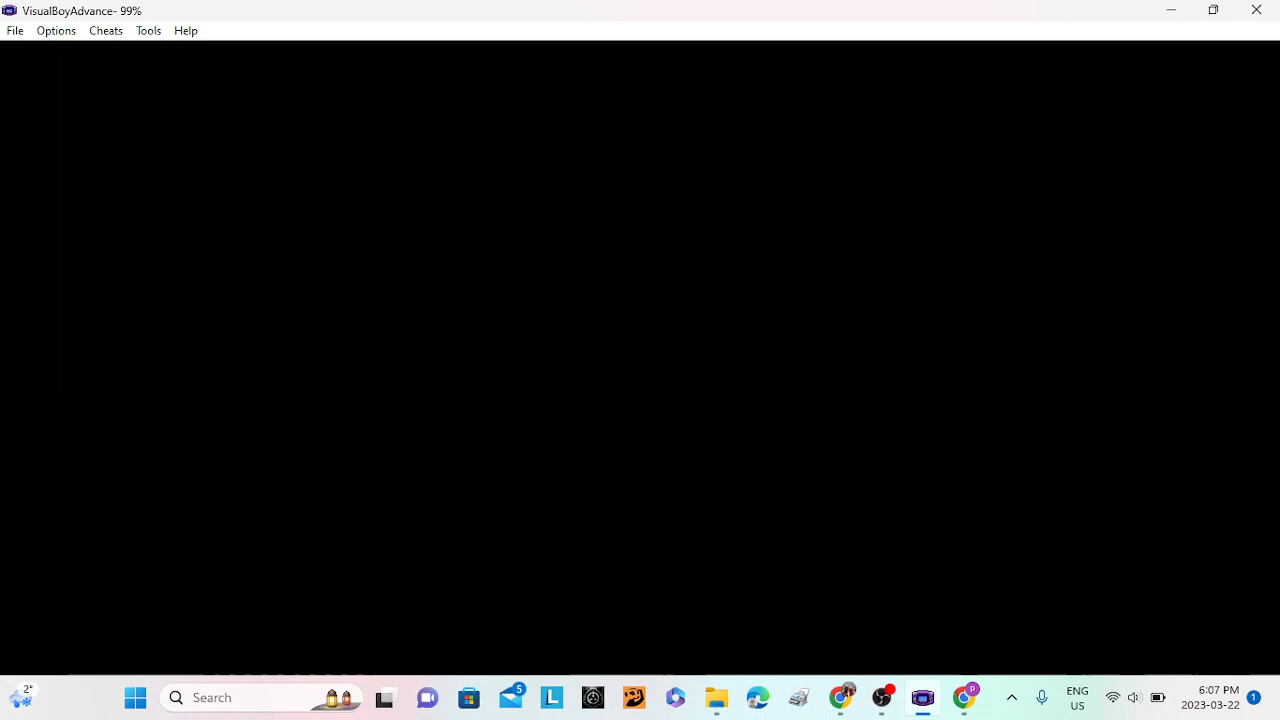 VisualBoyAdvance- 99%
File Options Cheats Tools Help
2°
Search
5
L
P
ENG
US
6:07 PM
2023-03-22
1